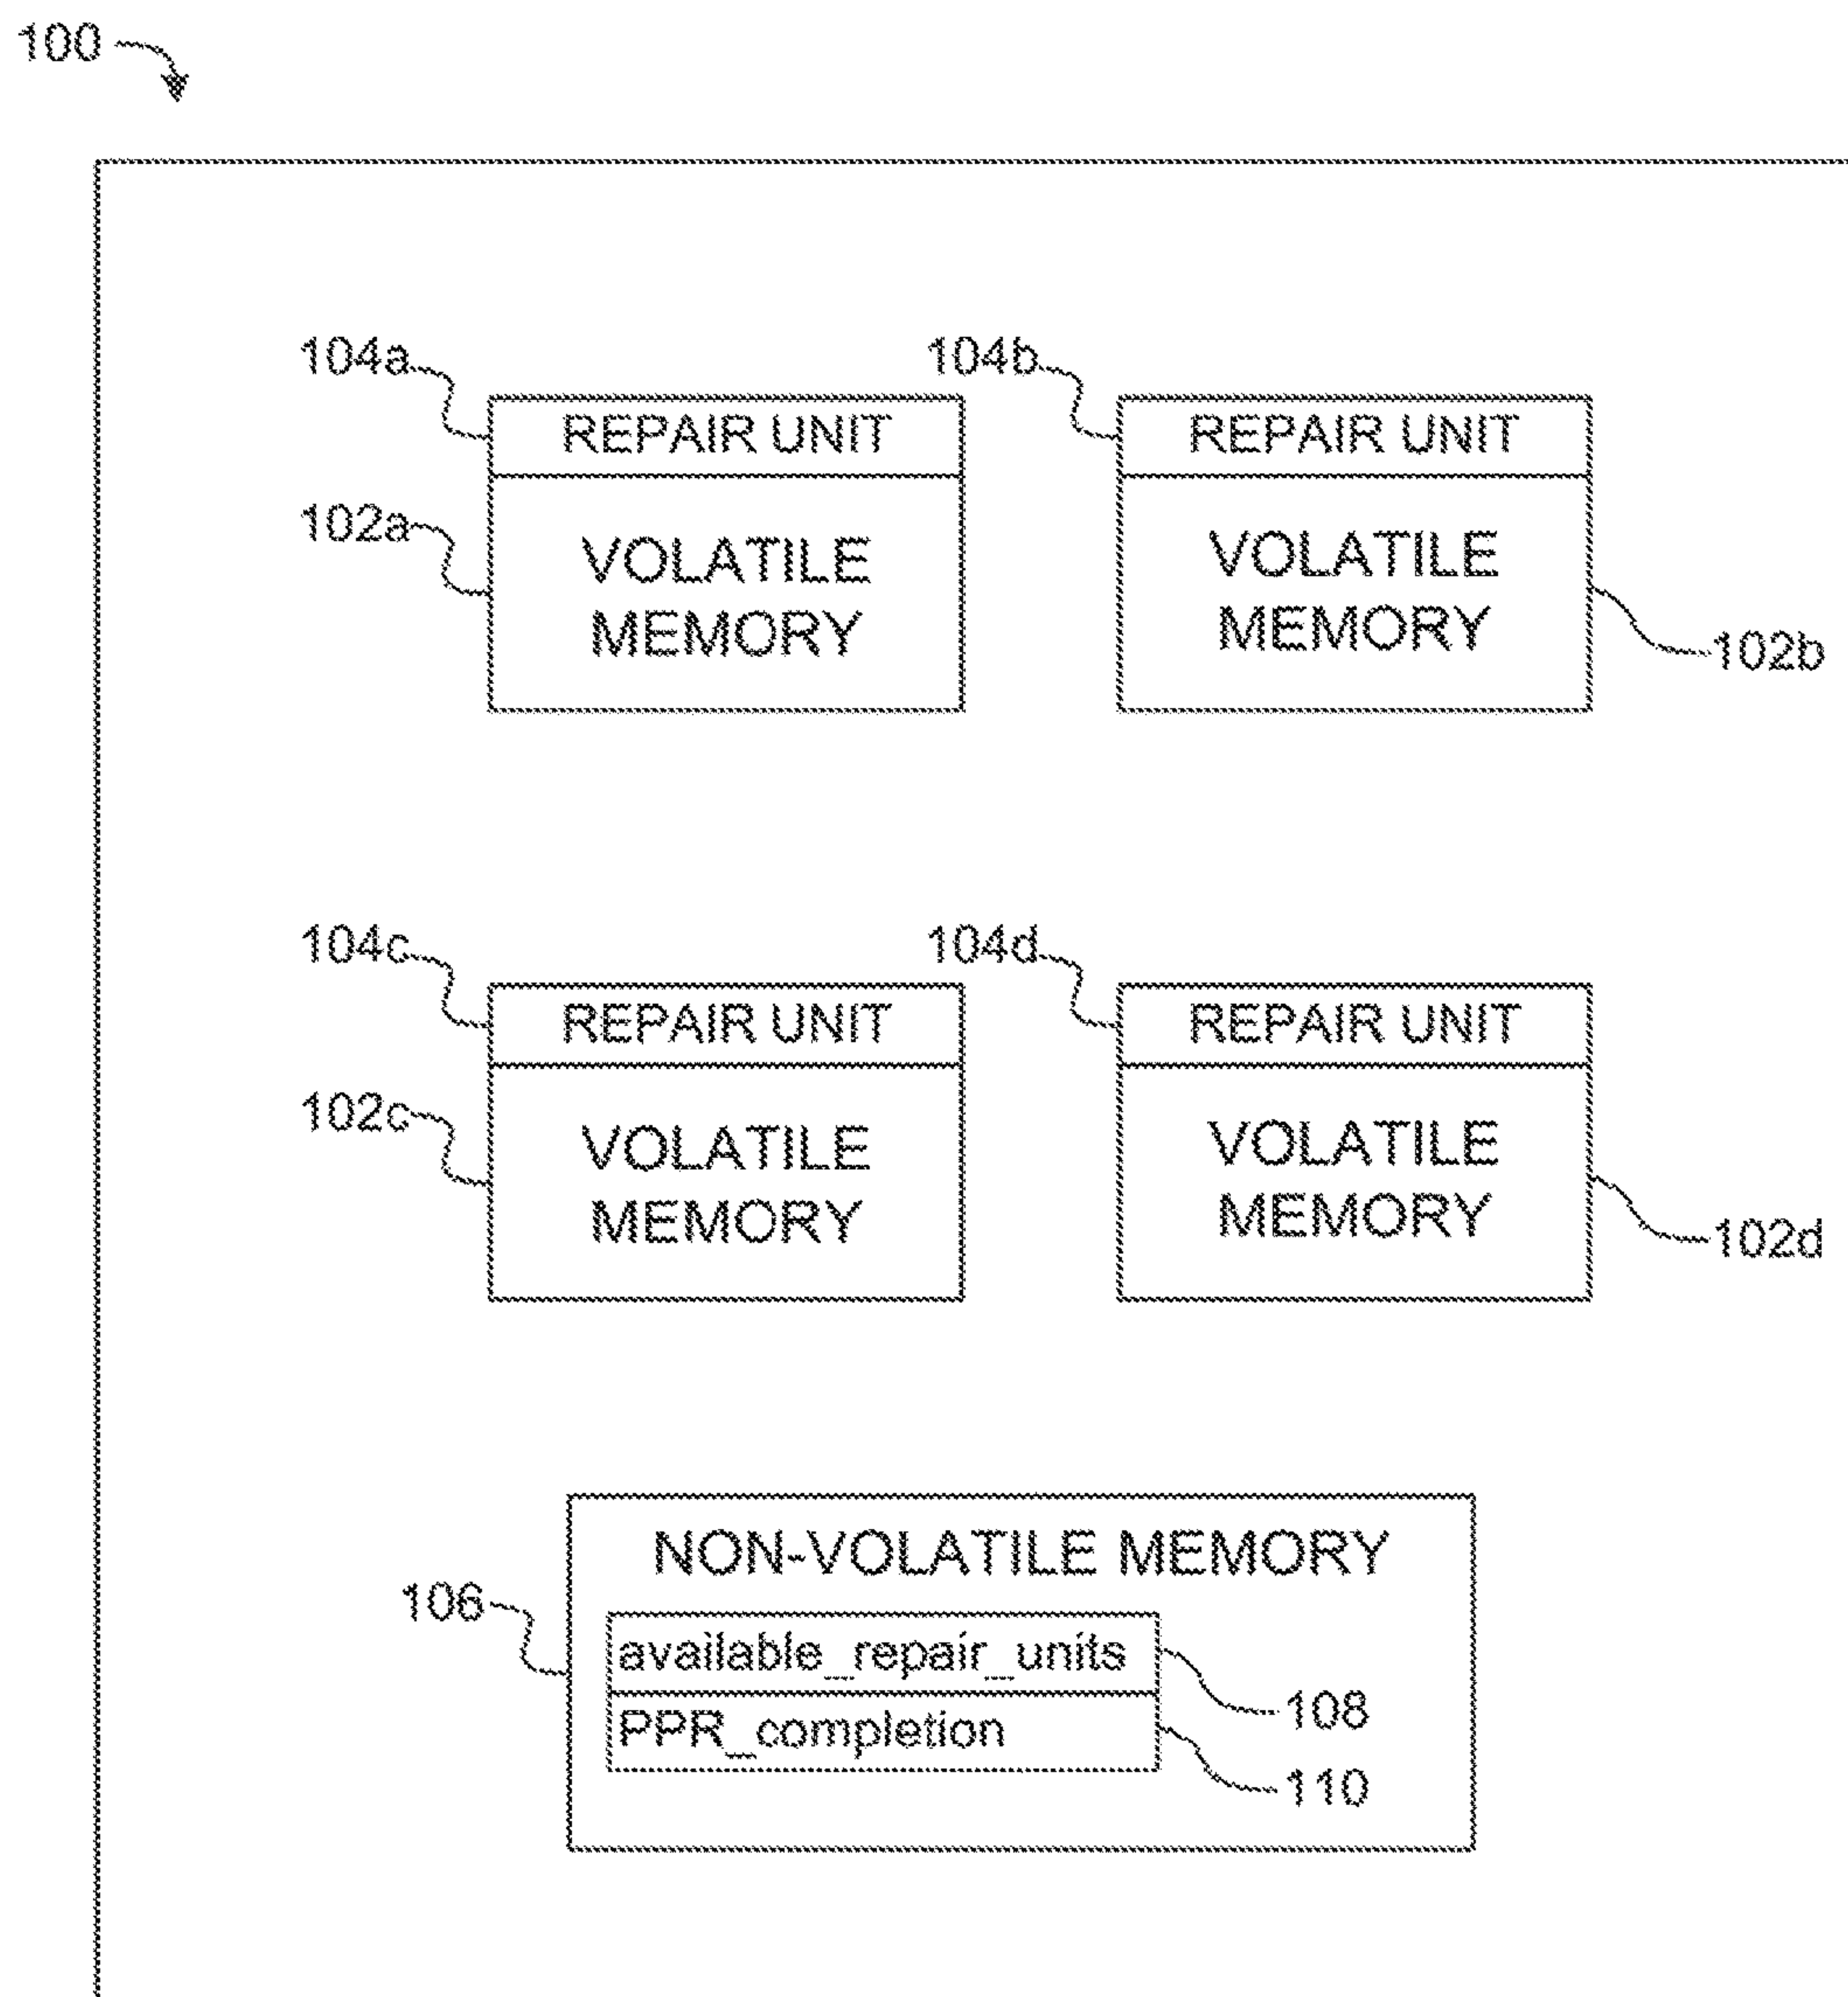 100
104a
REPAIR UNIT
102a
VOLATILE
MEMORY
104b
REPAIR UNIT
VOLATILE
MEMORY
102b
104c
REPAIR UNIT
102c
VOLATILE
MEMORY
104d
REPAIR UNIT
VOLATILE
MEMORY
102d
NON-VOLATILE MEMORY
106
available_repair_units
108
PPR_completion
110